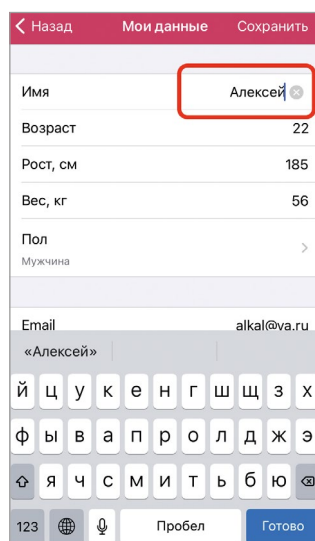 Назад Мои данные Сохранить
Имя Алексей
Возраст 22
Рост, см 185
Вес, кг 56
Пол
Мужчина
Email alkal@ya.ru
«Алексей»
й ц у к е н г ш щ з х
ф ы в а п р о л д ж э
я ч с м и т ь б ю
123 Пробел Готово